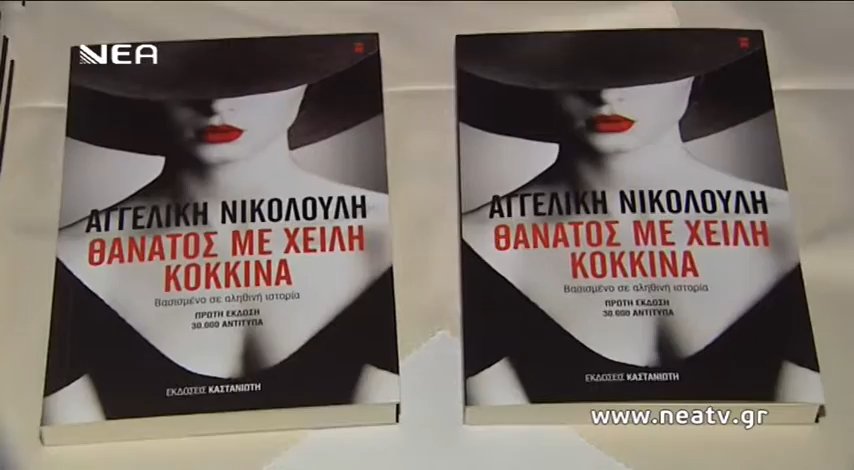 NEA
ΑΓΓΕΛΙΚΗ ΝΙΚΟΛΟΥΛΗ
ΘΑΝΑΤΟΣ ΜΕ ΧΕΙΛΗ
ΚΟΚΚΙΝΑ
Βασισμένο σε αληθινή ιστορία
ΠΡΩΤΗ ΕΚΔΟΣΗ
30.000 ΑΝΤΙΤΥΠΑ
ΕΚΔΟΣΕΙΣ ΚΑΣΤΑΝΙΩΤΗ
ΑΓΓΕΛΙΚΗ ΝΙΚΟΛΟΥΛΗ
ΘΑΝΑΤΟΣ ΜΕ ΧΕΙΛΗ
ΚΟΚΚΙΝΑ
Βασισμένο σε αληθινή ιστορία
ΠΡΩΤΗ ΕΚΔΟΣΗ
30.000 ΑΝΤΙΤΥΠΑ
ΕΚΔΟΣΕΙΣ ΚΑΣΤΑΝΙΩΤΗ
www.neatv.gr